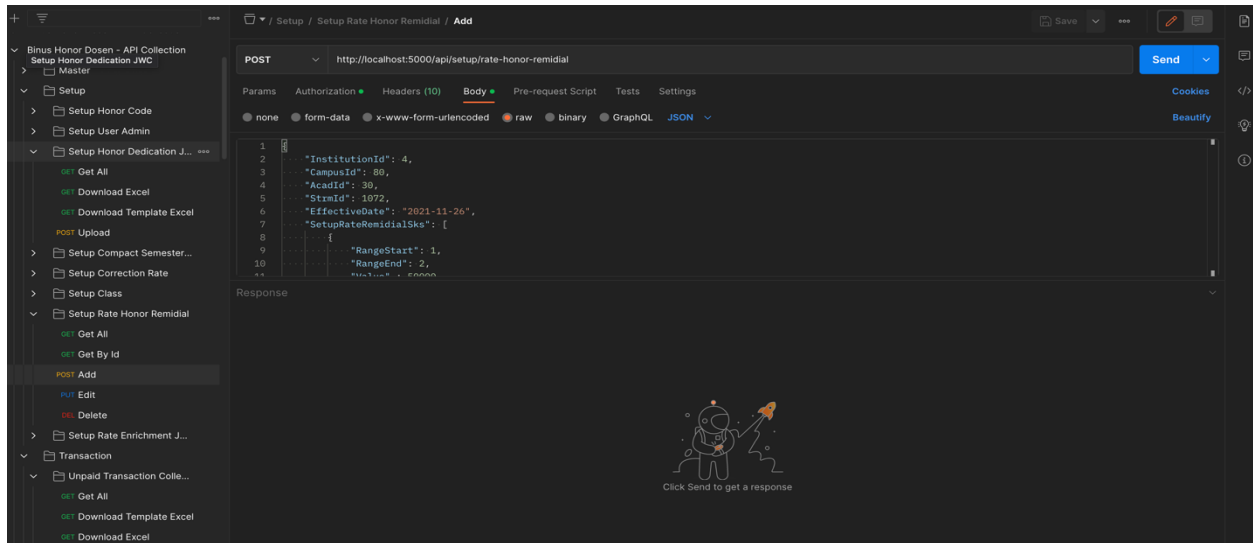 / Setup / Setup Rate Honor Remidial / Add
Save
Binus Honor Dosen - API Collection
Setup Honor Dedication JWC
Master
Setup
Setup Honor Code
Setup User Admin
Setup Honor Dedication J...
GET Get All
GET Download Excel
GET Download Template Excel
POST Upload
Setup Compact Semester...
Setup Correction Rate
Setup Class
Setup Rate Honor Remidial
GET Get All
GET Get By Id
POST Add
PUT Edit
DEL Delete
Setup Rate Enrichment J...
Transaction
Unpaid Transaction Colle...
GET Get All
GET Download Template Excel
GET Download Excel
POST http://localhost:5000/api/setup/rate-honor-remidial Send
Params Authorization Headers (10) Body Pre-request Script Tests Settings Cookies
none form-data x-www-form-urlencoded raw binary GraphQL JSON Beautify
1 {
2 "InstitutionId": 4,
3 "CampusId": 80,
4 "AcadId": 30,
5 "StrmId": 1072,
6 "EffectiveDate": "2021-11-26",
7 "SetupRateRemidialSks": [
8 {
9 "RangeStart": 1,
10 "RangeEnd": 2,
11 "Value" : 50000
Response
Click Send to get a response